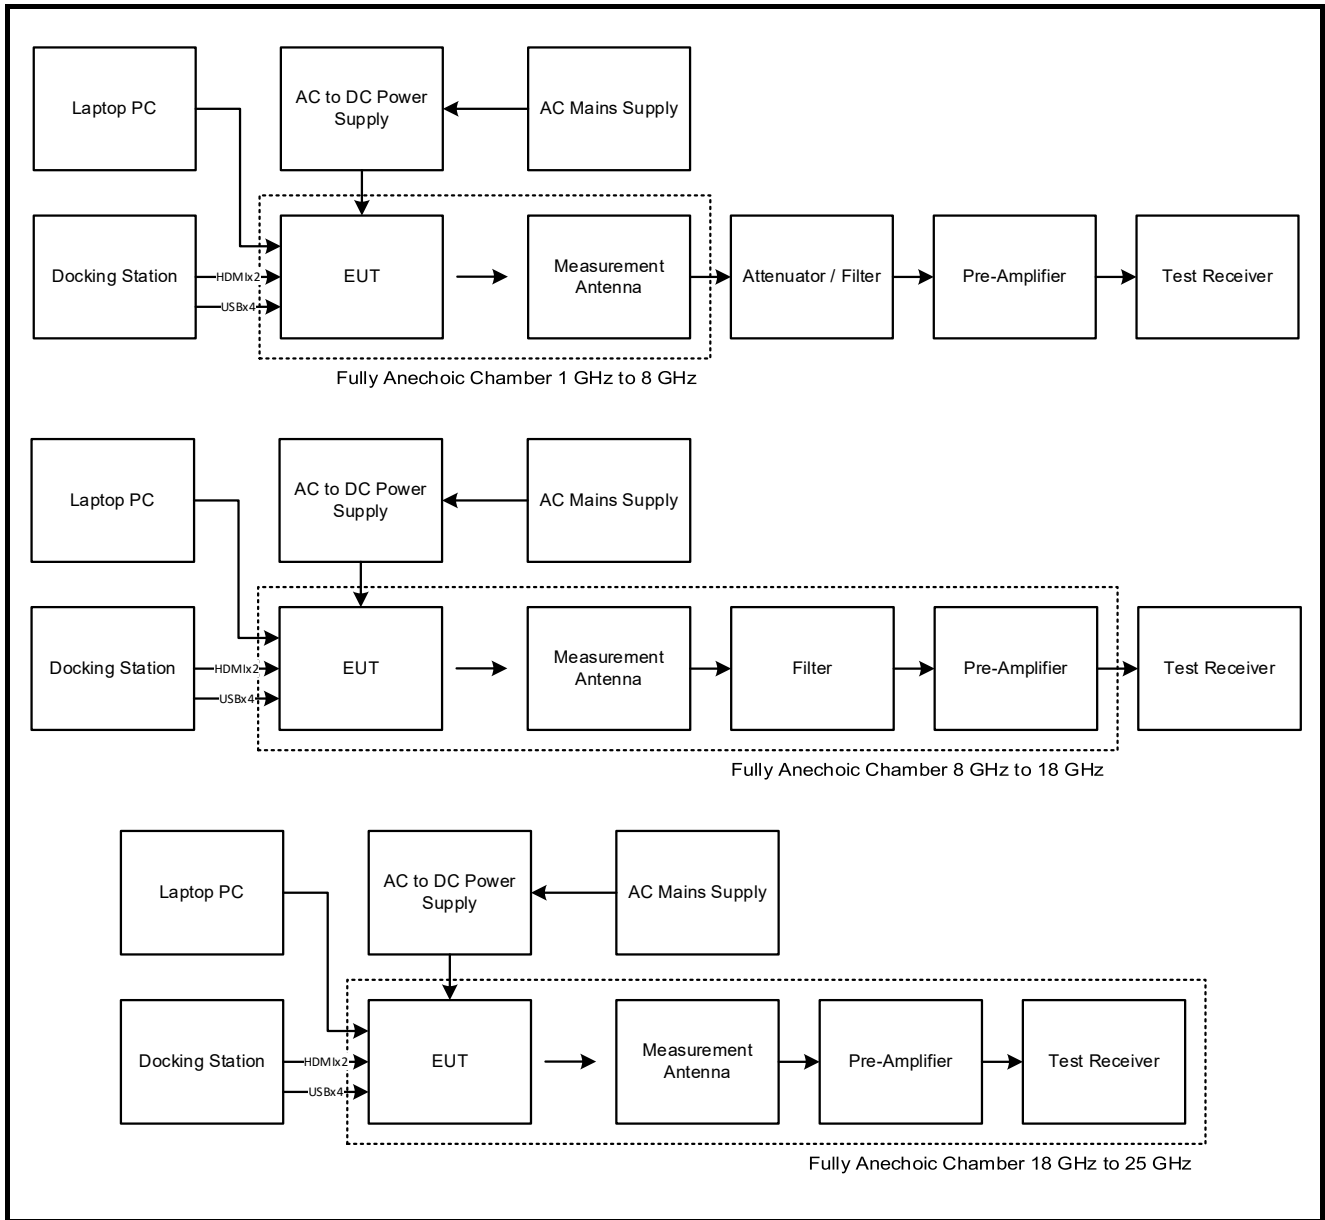 Laptop PC
AC to DC Power
Supply
AC Mains Supply
Docking Station
HDMIx2
USBx4
EUT
Measurement
Antenna
Attenuator / Filter
Pre-Amplifier
Test Receiver
Fully Anechoic Chamber 1 GHz to 8 GHz
Laptop PC
AC to DC Power
Supply
AC Mains Supply
Docking Station
HDMIx2
USBx4
EUT
Measurement
Antenna
Filter
Pre-Amplifier
Test Receiver
Fully Anechoic Chamber 8 GHz to 18 GHz
Laptop PC
AC to DC Power
Supply
AC Mains Supply
Docking Station
HDMIx2
USBx4
EUT
Measurement
Antenna
Pre-Amplifier
Test Receiver
Fully Anechoic Chamber 18 GHz to 25 GHz